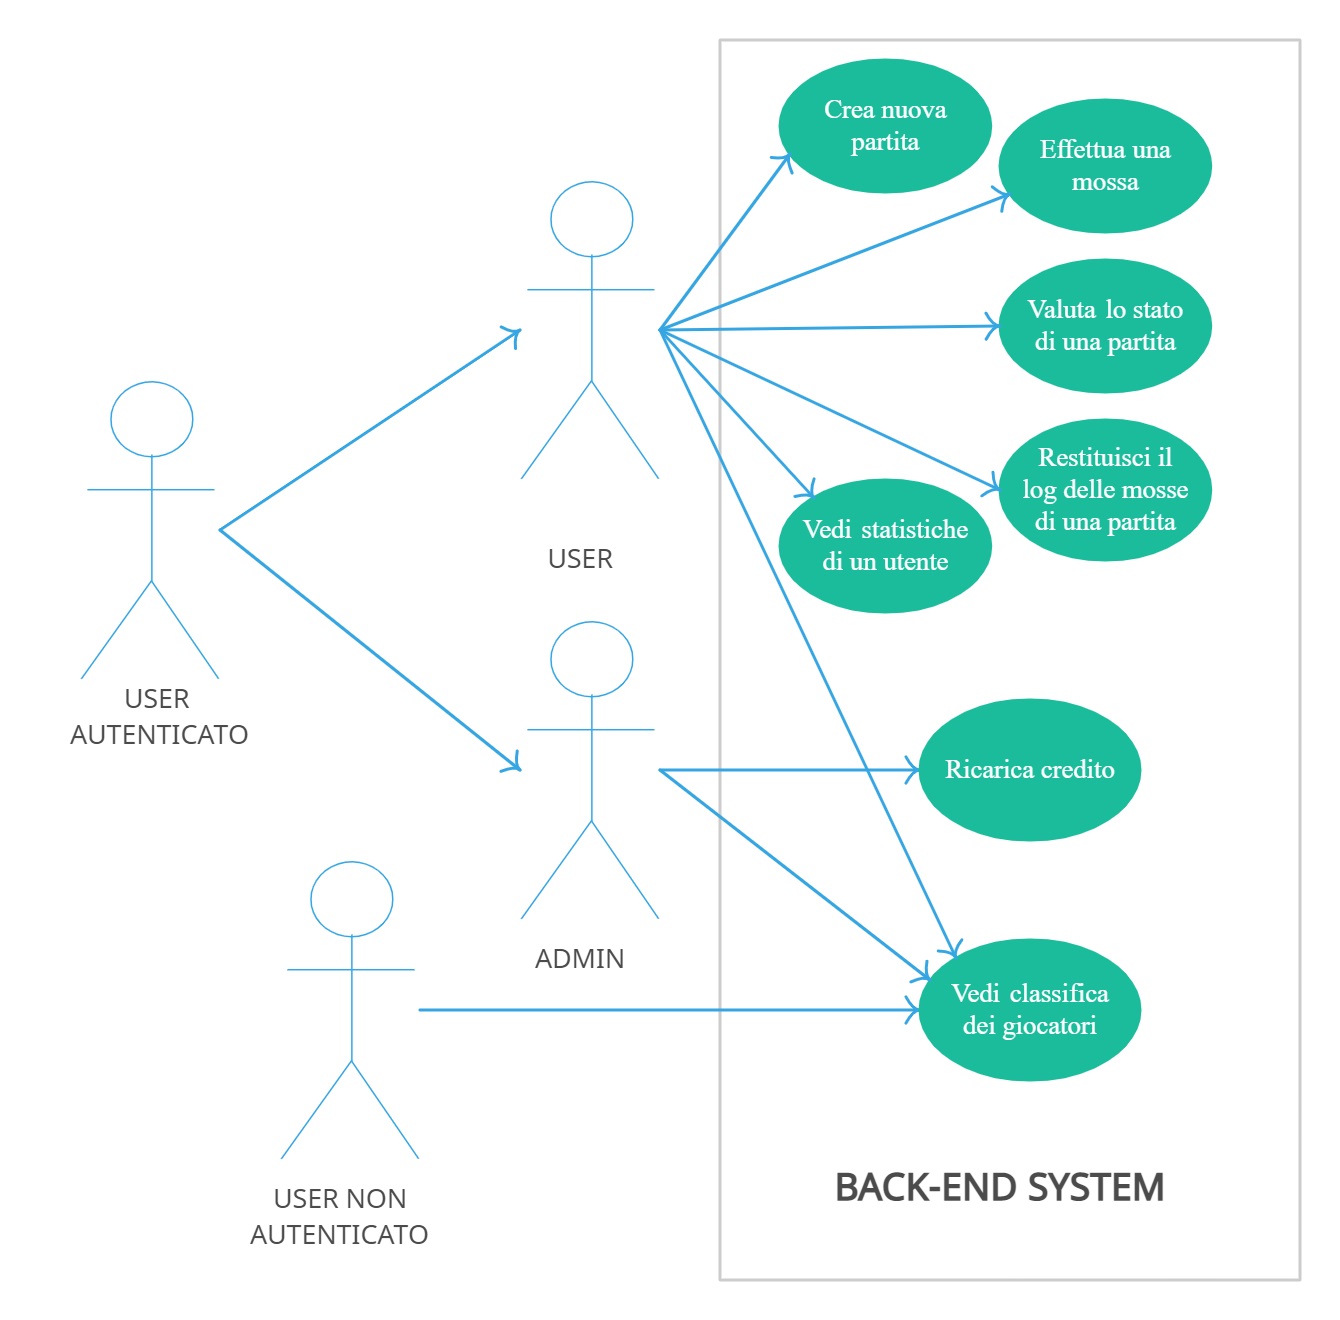 Crea nuova
partita
Effettua una
mossa
Valuta lo stato
di una partita
Restituisci il
log delle mosse
di una partita
Vedi statistiche
di un utente
USER
USER
AUTENTICATO
Ricarica credito
ADMIN
Vedi classifica
dei giocatori
USER NON
AUTENTICATO
BACK-END SYSTEM